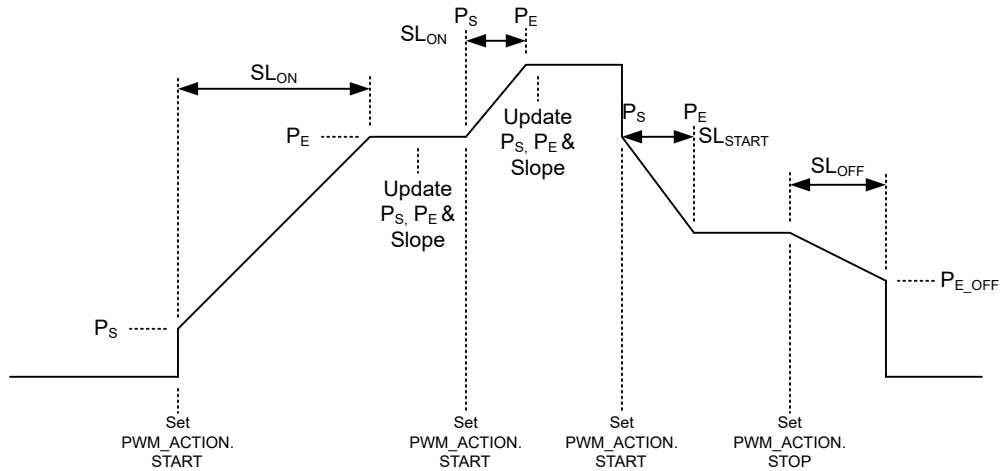 P_S P_E
SL_ON
SL_ON
P_E
Update
P_S, P_E &
Slope
Update
P_S, P_E &
Slope
P_S P_E
SL_START
SL_OFF
P_S
P_E_OFF
Set
PWM_ACTION.
START
Set
PWM_ACTION.
START
Set
PWM_ACTION.
START
Set
PWM_ACTION.
STOP